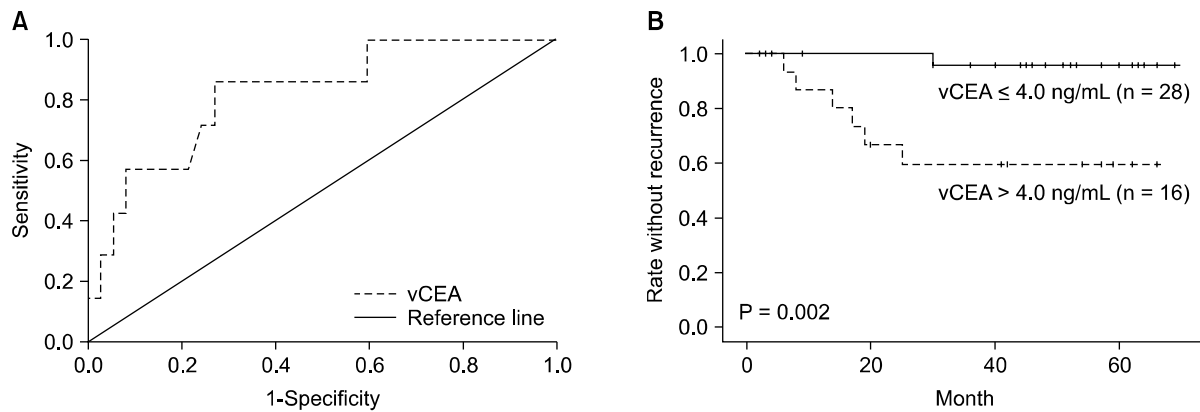 A
1.0
0.8
0.6
0.4
0.2
0.0
Sensitivity
vCEA
Reference line
0.0 0.2 0.4 0.6 0.8 1.0
1-Specificity
B
1.0
0.8
0.6
0.4
0.2
0.0
Rate without recurrence
vCEA ≤ 4.0 ng/mL (n = 28)
vCEA > 4.0 ng/mL (n = 16)
P = 0.002
0 20 40 60
Month